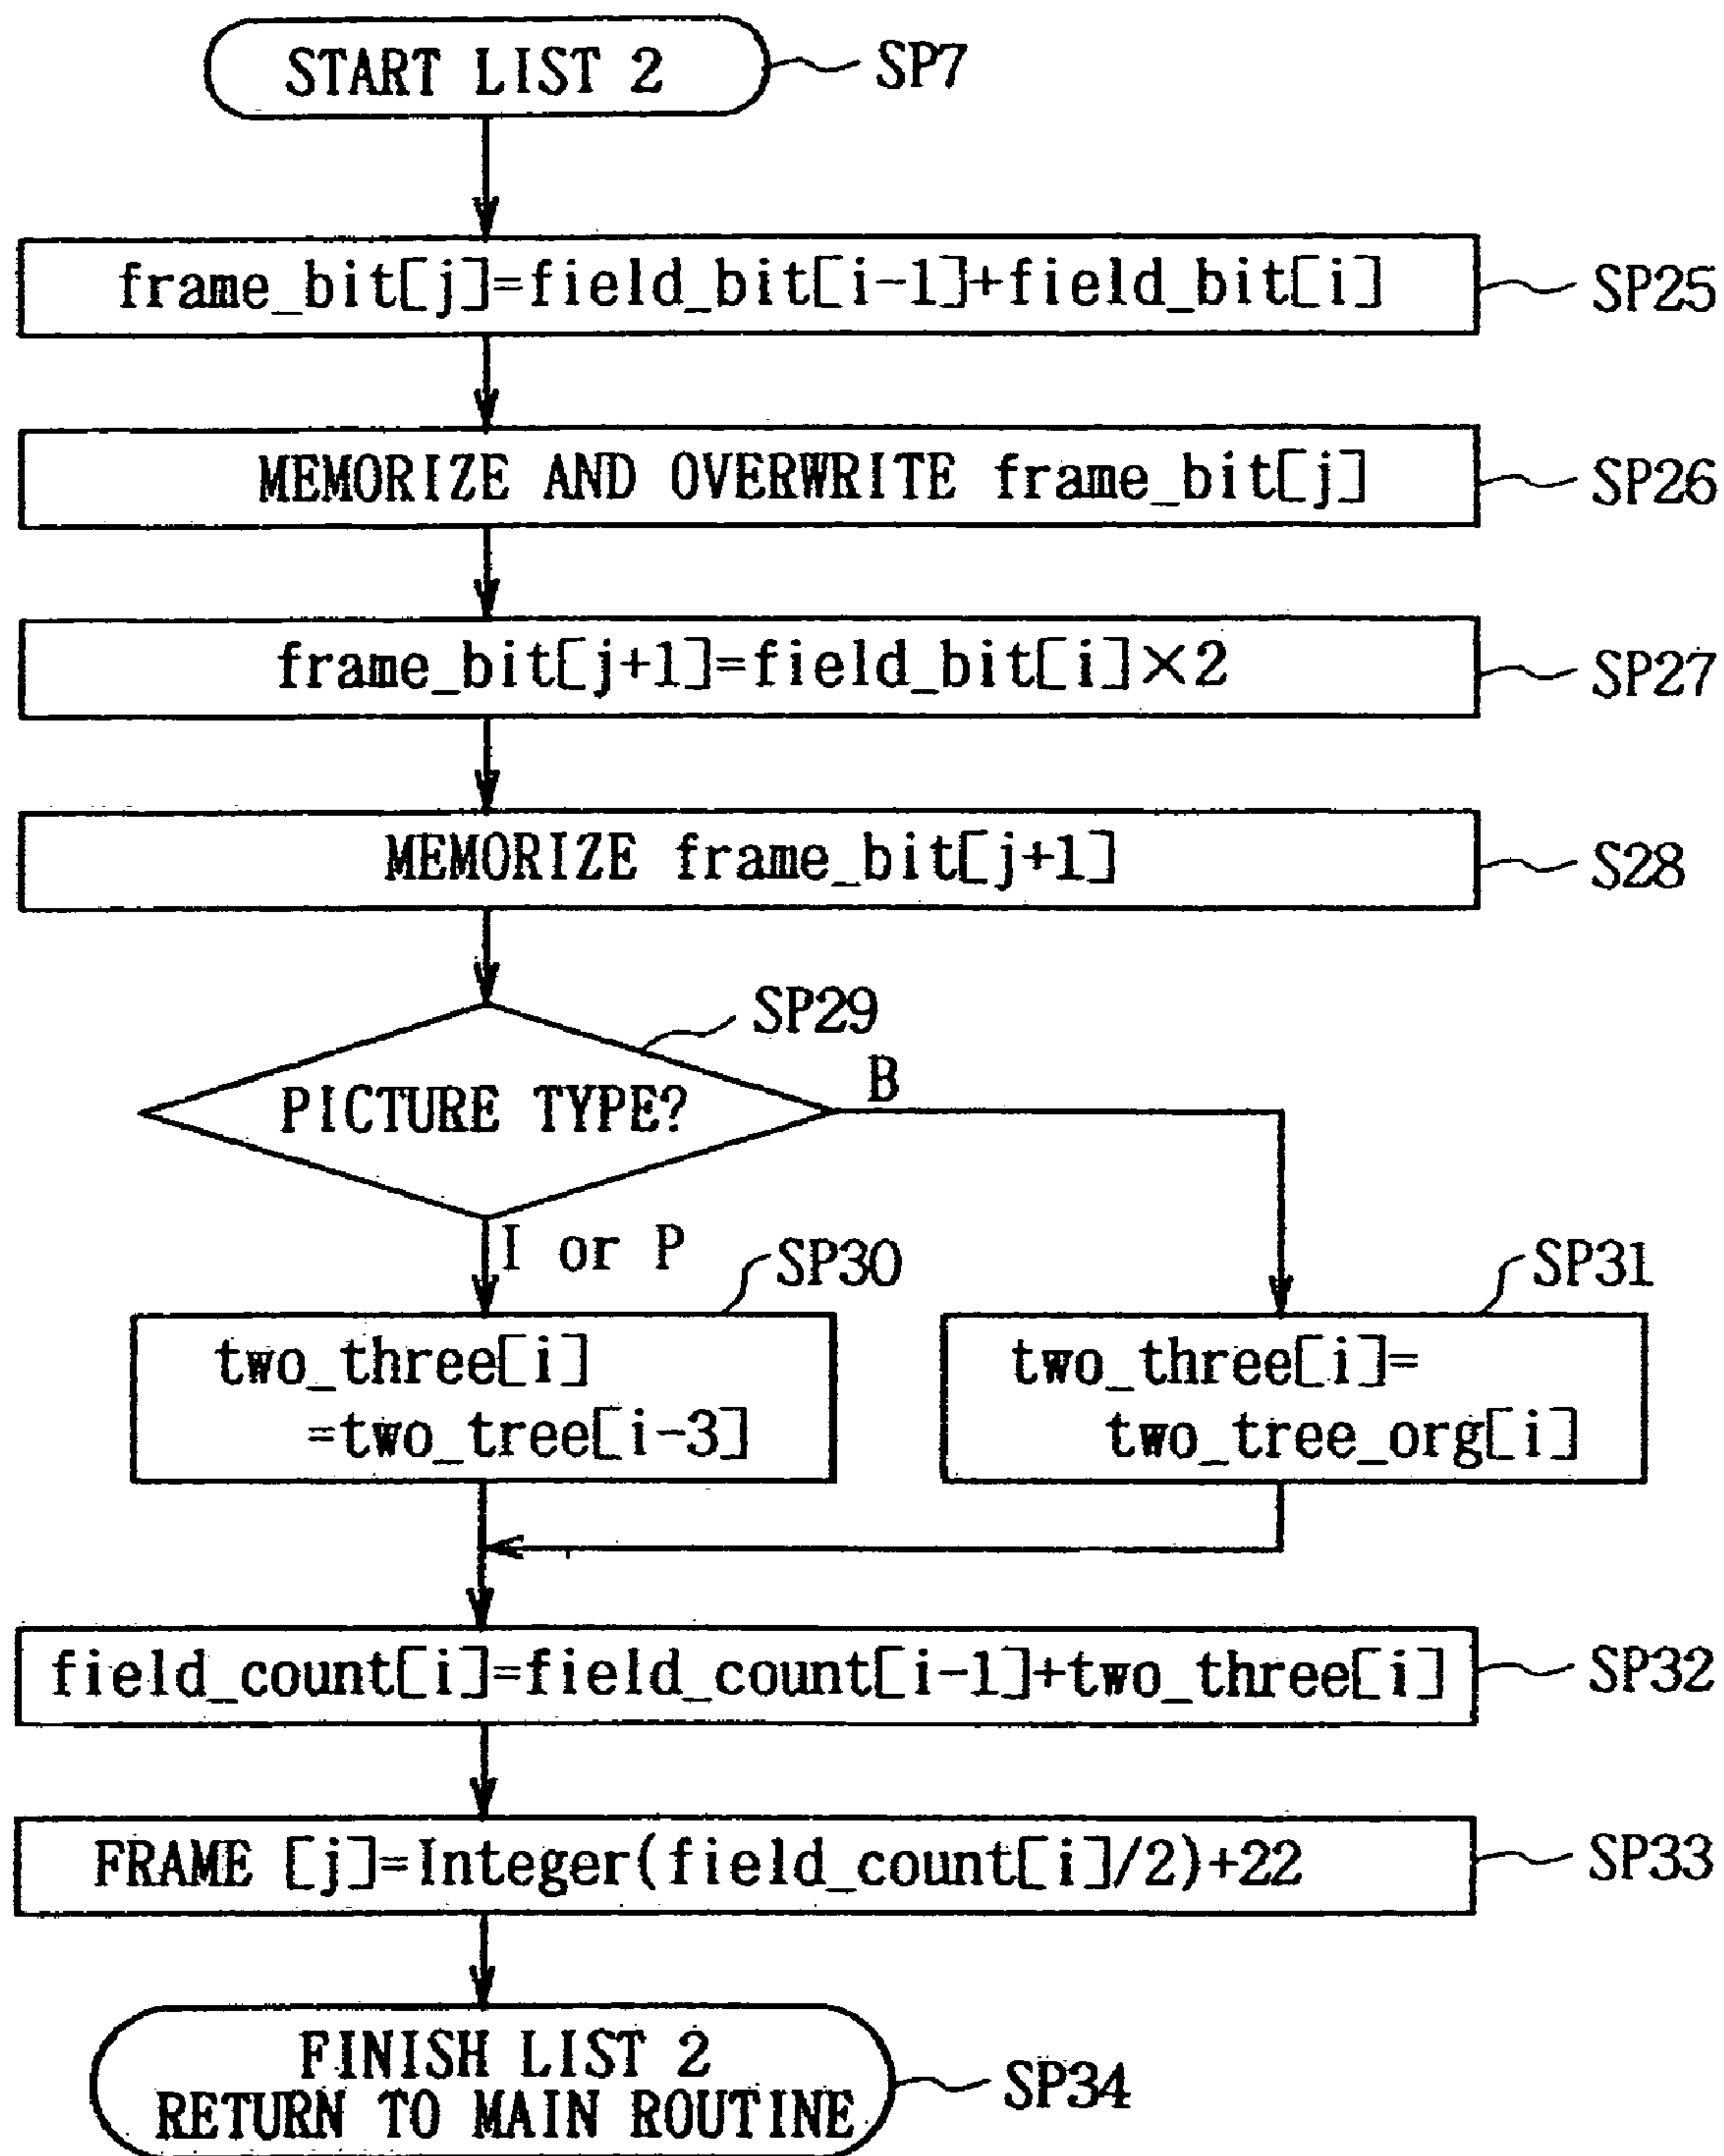 START LIST 2
SP7
frame_bit[j]=field_bit[i-1]+field_bit[i]
SP25
MEMORIZE AND OVERWRITE frame_bit[j]
SP26
frame_bit[j+1]=field_bit[i]×2
SP27
MEMORIZE frame_bit[j+1]
S28
SP29
PICTURE TYPE?
B
I or P
SP30
SP31
two_three[i]
=two_tree[i-3]
two_three[i]=
two_tree_org[i]
field_count[i]=field_count[i-1]+two_three[i]
SP32
FRAME [j]=Integer(field_count[i]/2)+22
SP33
FINISH LIST 2
RETURN TO MAIN ROUTINE
SP34